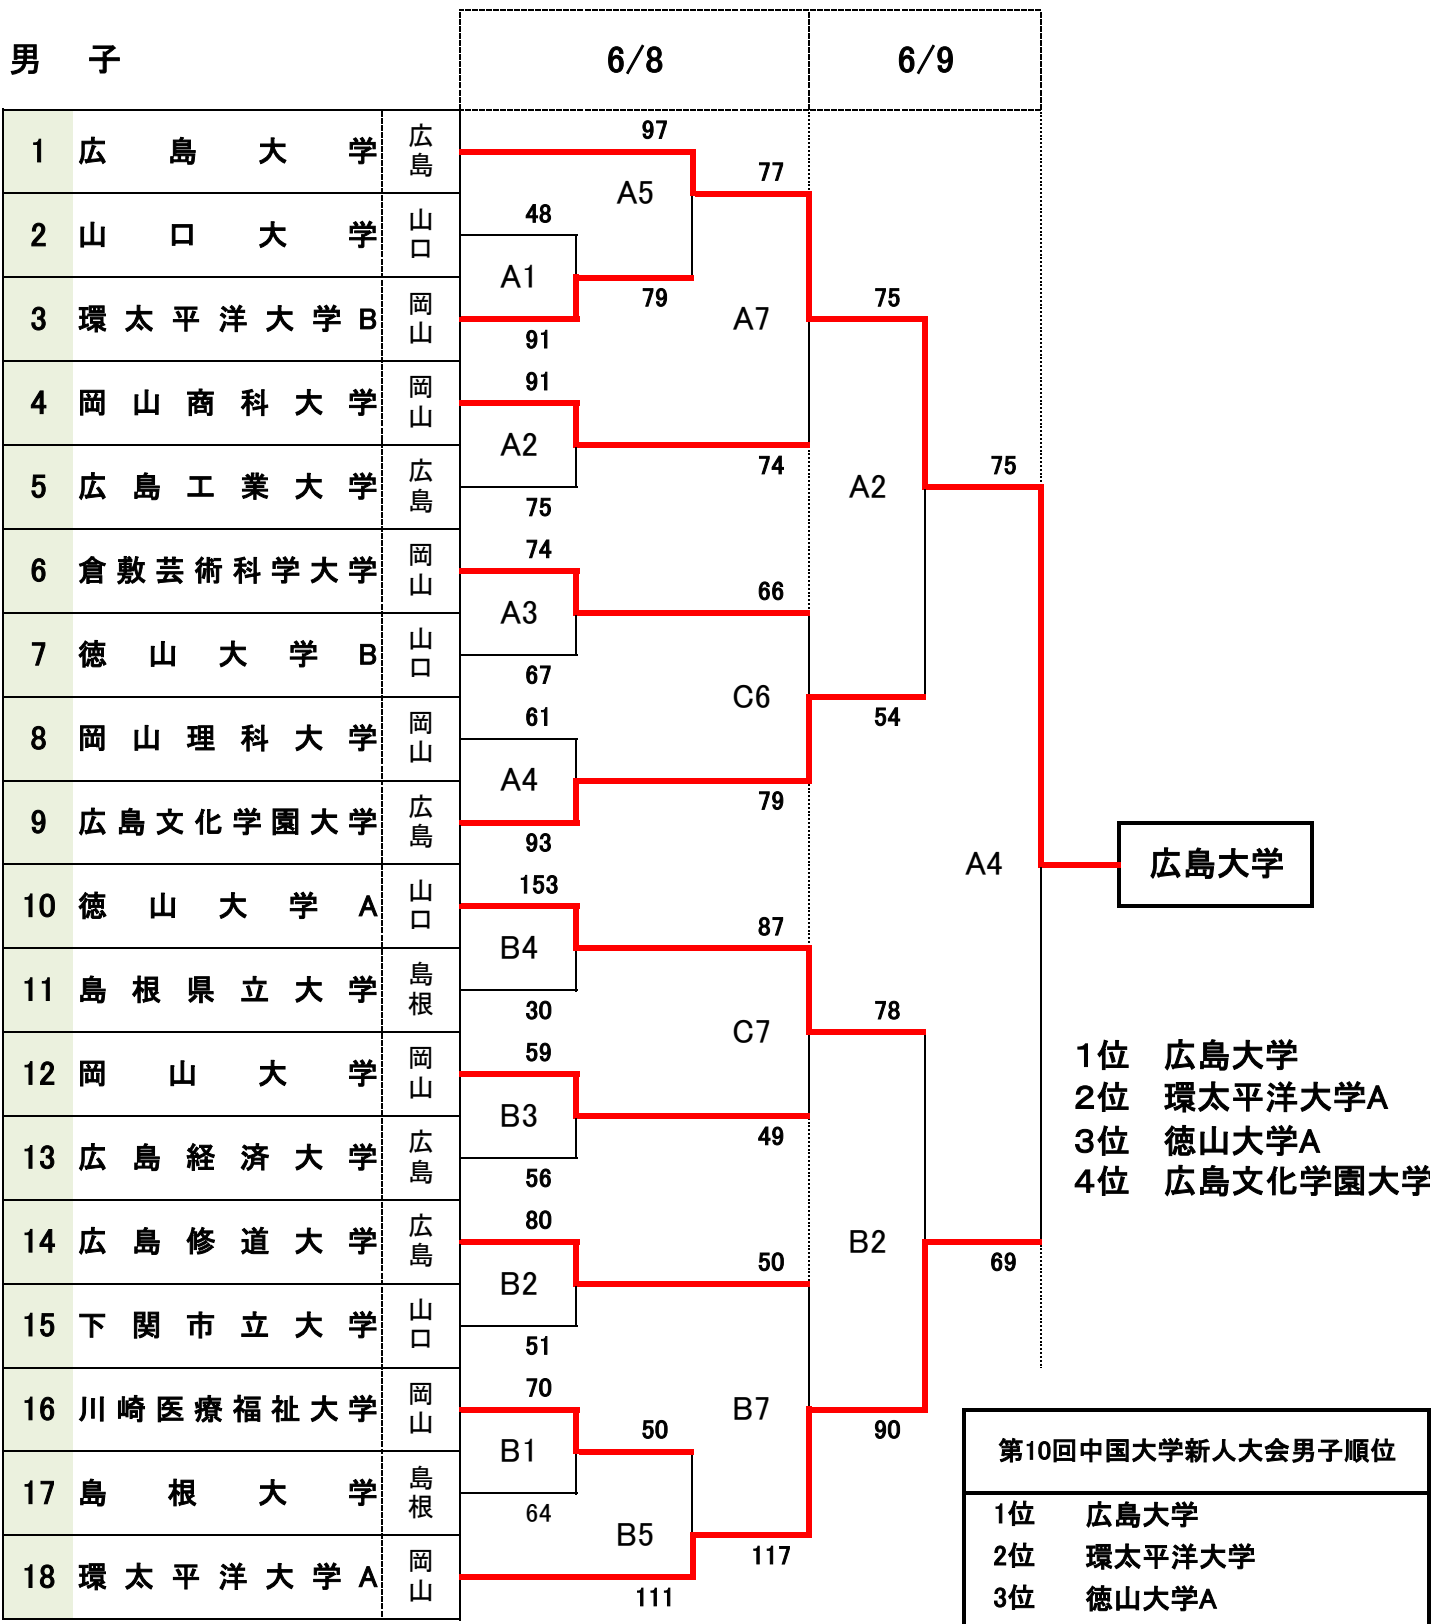 男 子
6/8
6/9
1 広島大学 広島
2 山口大学 山口
3 環太平洋大学B 岡山
4 岡山商科大学 岡山
5 広島工業大学 広島
6 倉敷芸術科学大学 岡山
7 徳山大学B 山口
8 岡山理科大学 岡山
9 広島文化学園大学 広島
10 徳山大学A 山口
11 島根県立大学 島根
12 岡山大学 岡山
13 広島経済大学 広島
14 広島修道大学 広島
15 下関市立大学 山口
16 川崎医療福祉大学 岡山
17 島根大学 島根
18 環太平洋大学A 岡山
97
77
A5
48
A1
79
75
A7
91
91
A2
74
75
A2
75
74
66
A3
67
C6
61
54
A4
79
93
A4
広島大学
153
87
B4
30
78
C7
59
B3
49
56
80
B2
50
B2
69
51
70
B7
50
90
B1
64
B5
117
111
1位 広島大学
2位 環太平洋大学A
3位 徳山大学A
4位 広島文化学園大学
第10回中国大学新人大会男子順位
1位 広島大学
2位 環太平洋大学
3位 徳山大学A